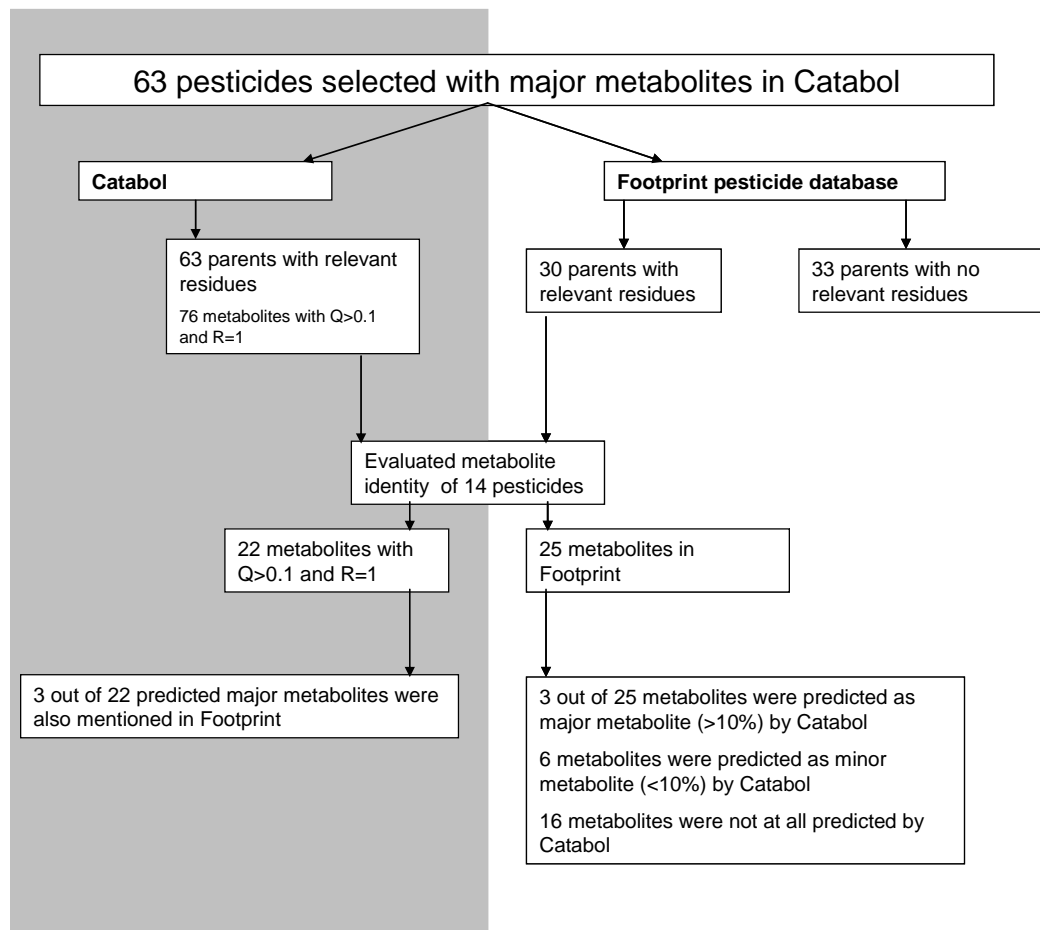 63 pesticides selected with major metabolites in Catabol
Catabol
Footprint pesticide database
63 parents with relevant
residues
76 metabolites with Q>0.1
and R=1
30 parents with
relevant residues
33 parents with no
relevant residues
Evaluated metabolite
identity of 14 pesticides
22 metabolites with
Q>0.1 and R=1
25 metabolites in
Footprint
3 out of 22 predicted major metabolites were
also mentioned in Footprint
3 out of 25 metabolites were predicted as
major metabolite (>10%) by Catabol
6 metabolites were predicted as minor
metabolite (<10%) by Catabol
16 metabolites were not at all predicted by
Catabol